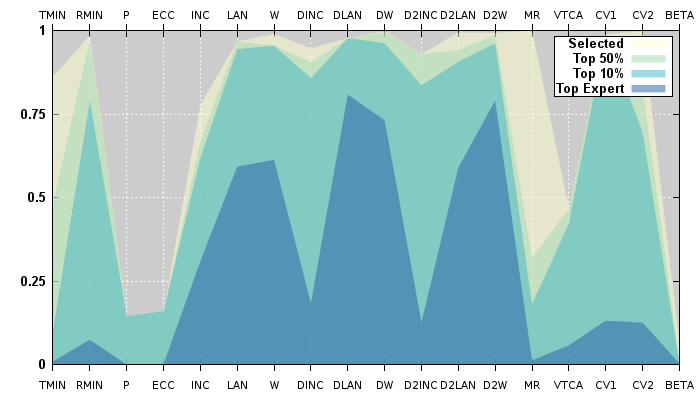 TMIN RMIN P ECC INC LAN W DINC DLAN DW D2INC D2LAN D2W MR VTCA CV1 CV2 BETA
1
Selected
Top 50%
Top 10%
Top Expert
0.75
0.5
0.25
0
TMIN RMIN P ECC INC LAN W DINC DLAN DW D2INC D2LAN D2W MR VTCA CV1 CV2 BETA